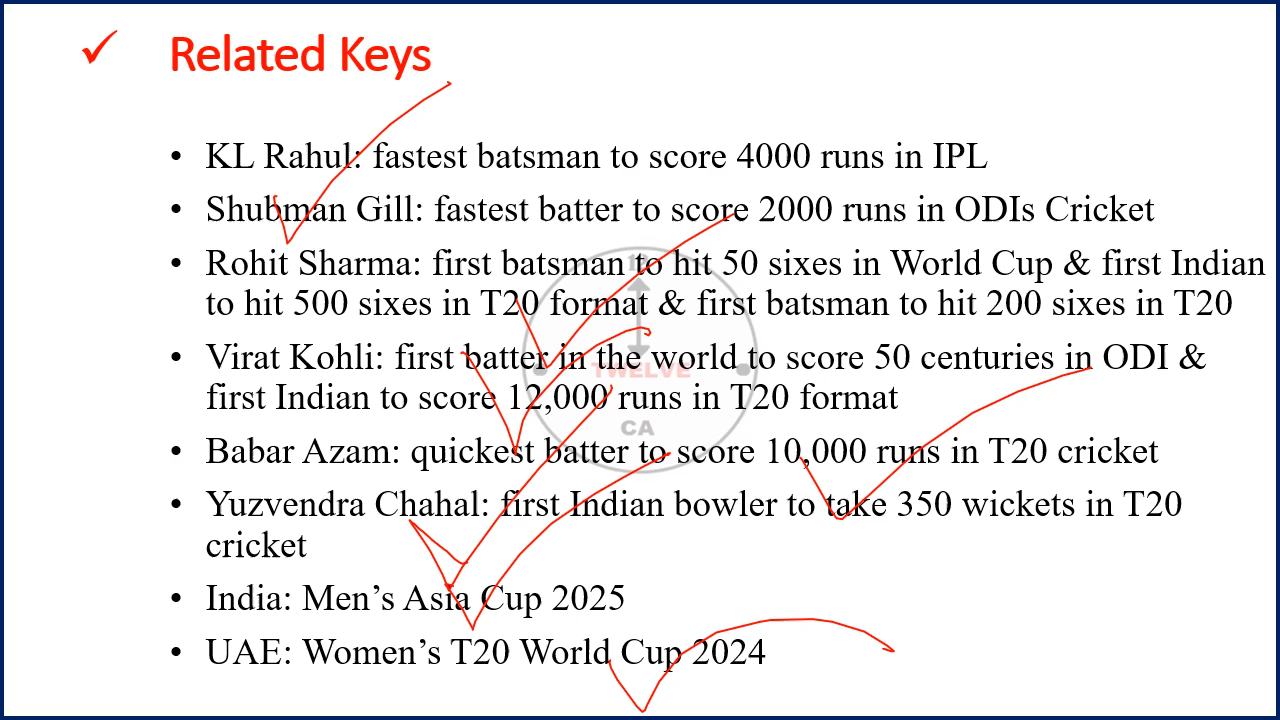 ✓ Related Keys
• KL Rahul: fastest batsman to score 4000 runs in IPL
• Shubman Gill: fastest batter to score 2000 runs in ODIs Cricket
• Rohit Sharma: first batsman to hit 50 sixes in World Cup & first Indian
to hit 500 sixes in T20 format & first batsman to hit 200 sixes in T20
• Virat Kohli: first batter in the world to score 50 centuries in ODI &
first Indian to score 12,000 runs in T20 format
• Babar Azam: quickest batter to score 10,000 runs in T20 cricket
• Yuzvendra Chahal: first Indian bowler to take 350 wickets in T20
cricket
• India: Men’s Asia Cup 2025
• UAE: Women’s T20 World Cup 2024
12
TWELVE
CA